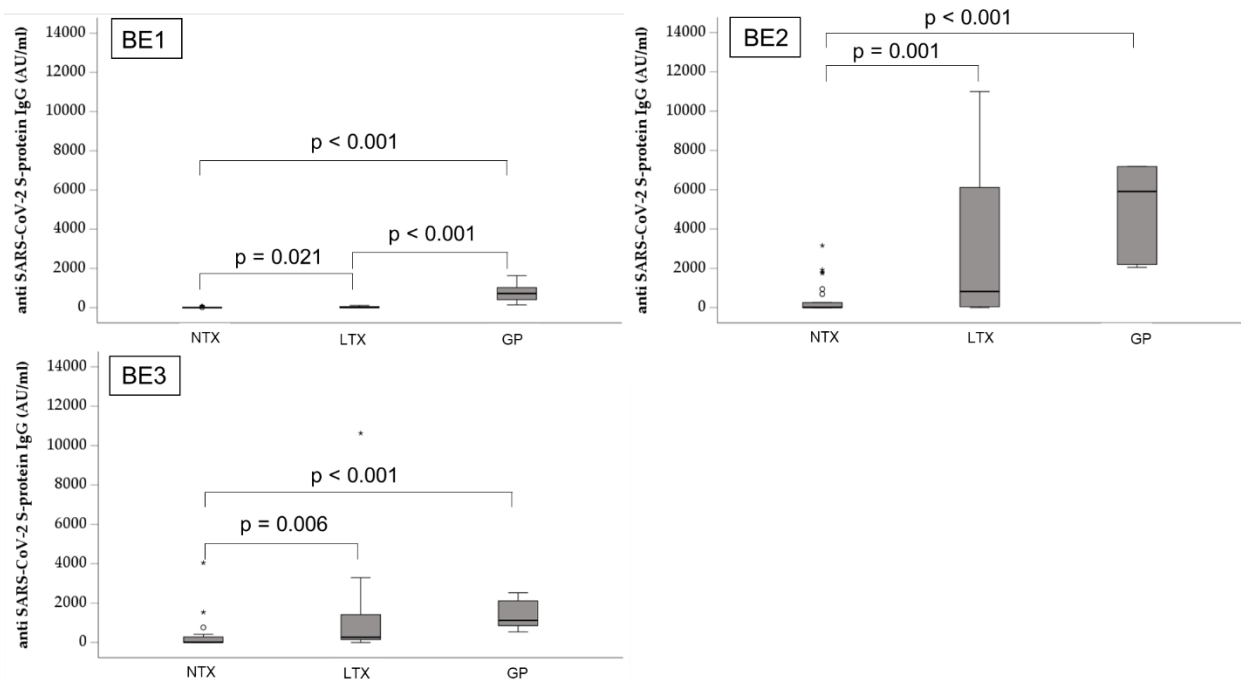 BE1
anti SARS-CoV-2 S-protein IgG (AU/ml)
14000
12000
10000
8000
6000
4000
2000
0
p < 0.001
p < 0.001
p = 0.021
NTX
LTX
GP
BE2
anti SARS-CoV-2 S-protein IgG (AU/ml)
14000
12000
10000
8000
6000
4000
2000
0
p < 0.001
p = 0.001
NTX
LTX
GP
BE3
anti SARS-CoV-2 S-protein IgG (AU/ml)
14000
12000
10000
8000
6000
4000
2000
0
p < 0.001
p = 0.006
NTX
LTX
GP